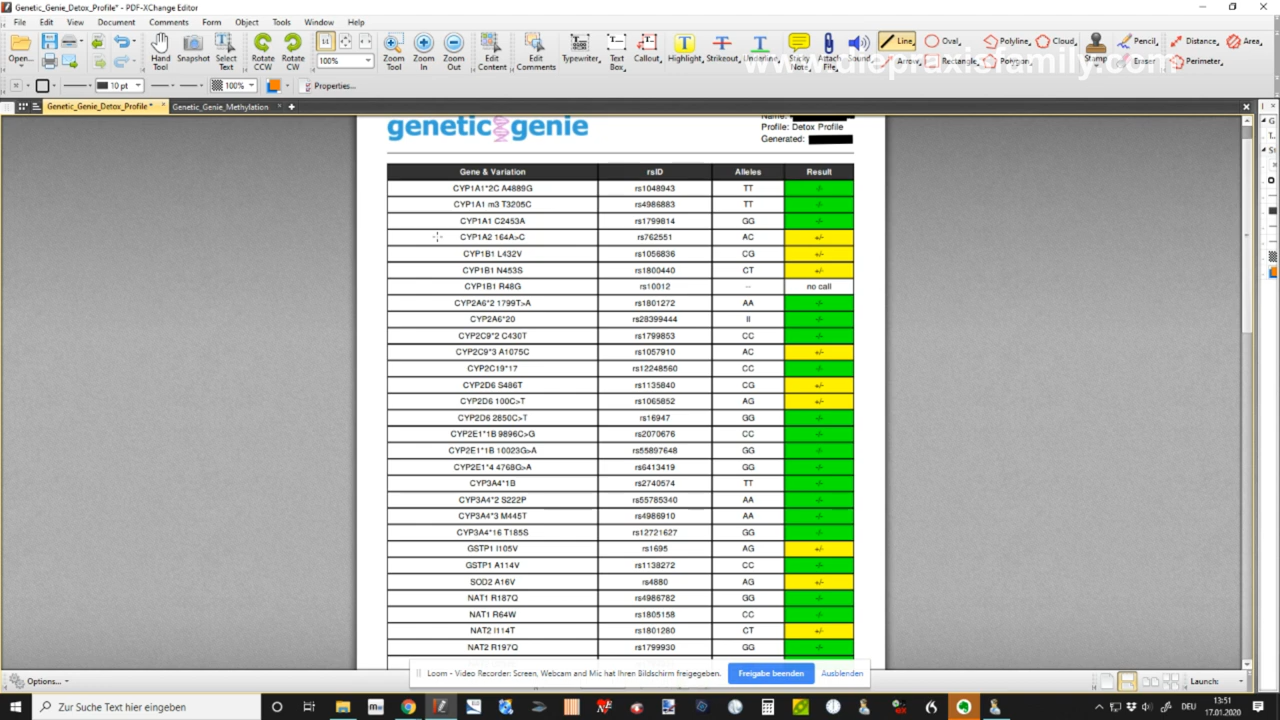 Genetic_Genie_Detox_Profile* - PDF-XChange Editor
File Edit View Document Comments Form Object Tools Window Help
Open... Hand Tool Snapshot Select Text Rotate CCW Rotate CW 100% Zoom Tool Zoom In Zoom Out Edit Content Edit Comments Typewriter Text Box Callout Highlight Strikeout Underline Sticky Note Attach File Sound Line Arrow Oval Rectangle Polyline Polygon Cloud Stamp Pencil Eraser Distance Perimeter Area
www.diepraxisfamily.com
10 pt 100% Properties...
Genetic_Genie_Detox_Profile * Genetic_Genie_Methylation
genetic genie
Name:
Profile: Detox Profile
Generated:
Gene & Variation rsID Alleles Result
CYP1A1*2C A4889G rs1048943 TT -/-
CYP1A1 m3 T3205C rs4986883 TT -/-
CYP1A1 C2453A rs1799814 GG -/-
CYP1A2 164A>C rs762551 AC +/-
CYP1B1 L432V rs1056836 CG +/-
CYP1B1 N453S rs1800440 CT +/-
CYP1B1 R48G rs10012 -- no call
CYP2A6*2 1799T>A rs1801272 AA -/-
CYP2A6*20 rs28399444 II -/-
CYP2C9*2 C430T rs1799853 CC -/-
CYP2C9*3 A1075C rs1057910 AC +/-
CYP2C19*17 rs12248560 CC -/-
CYP2D6 S486T rs1135840 CG +/-
CYP2D6 100C>T rs1065852 AG +/-
CYP2D6 2850C>T rs16947 GG -/-
CYP2E1*1B 9896C>G rs2070676 CC -/-
CYP2E1*1B 10023G>A rs55897648 GG -/-
CYP2E1*4 4768G>A rs6413419 GG -/-
CYP3A4*1B rs2740574 TT -/-
CYP3A4*2 S222P rs55785340 AA -/-
CYP3A4*3 M445T rs4986910 AA -/-
CYP3A4*16 T185S rs12721627 GG -/-
GSTP1 I105V rs1695 AG +/-
GSTP1 A114V rs1138272 CC -/-
SOD2 A16V rs4880 AG +/-
NAT1 R187Q rs4986782 GG -/-
NAT1 R64W rs1805158 CC -/-
NAT2 I114T rs1801280 CT +/-
NAT2 R197Q rs1799930 GG -/-
Loom – Video Recorder: Screen, Webcam and Mic hat Ihren Bildschirm freigegeben. Freigabe beenden Ausblenden
Options... Launch:
Zur Suche Text hier eingeben DEU 13:51
17.01.2020